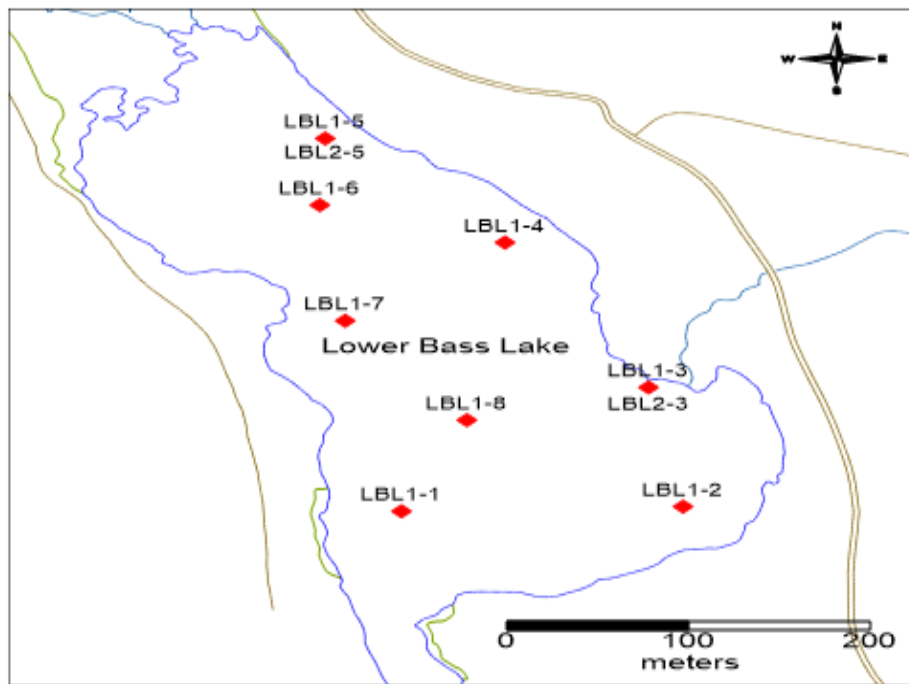 N
W E
S
LBL1-5
LBL2-5
LBL1-6
LBL1-4
LBL1-7
Lower Bass Lake
LBL1-3
LBL2-3
LBL1-8
LBL1-1
LBL1-2
0 100 200
meters